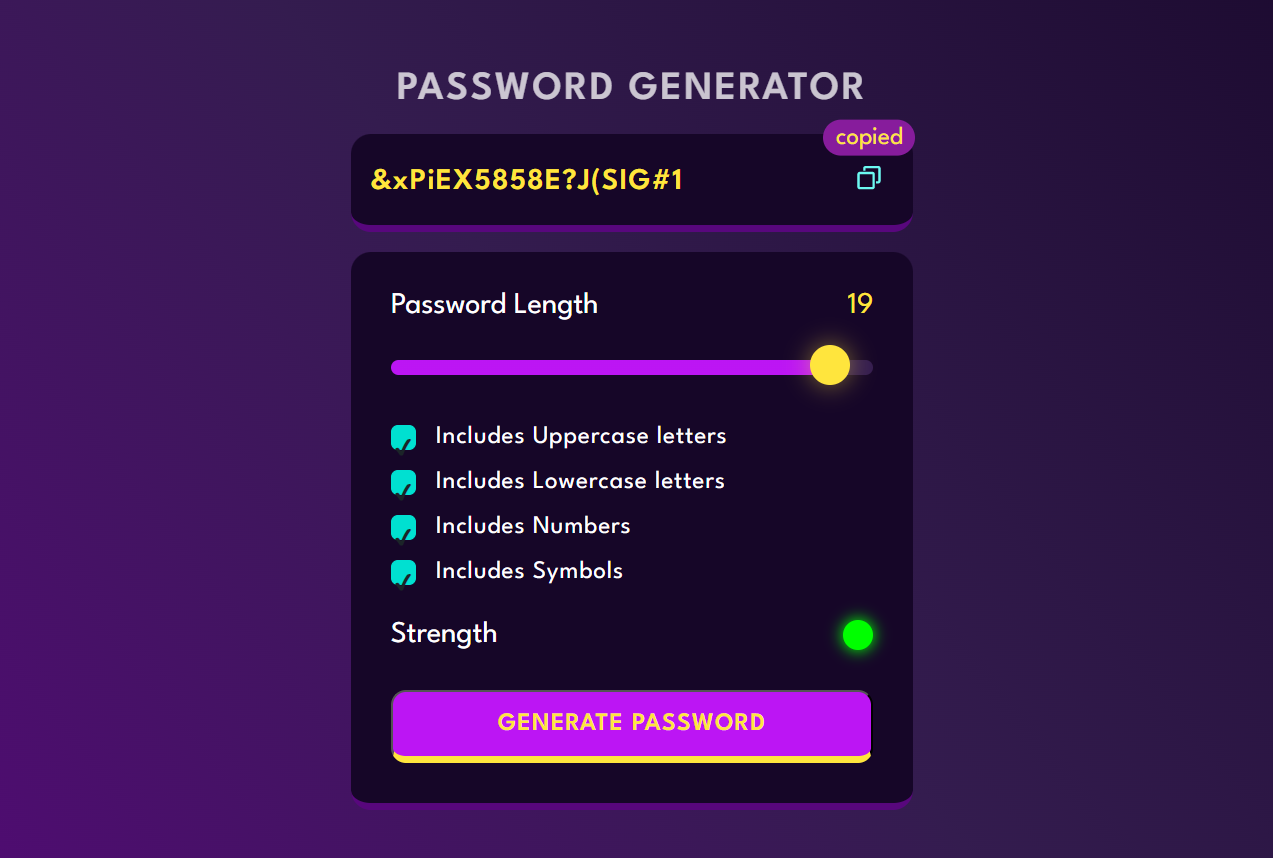 PASSWORD GENERATOR
copied
&xPiEX5858E?J(SIG#1
Password Length
19
Includes Uppercase letters
Includes Lowercase letters
Includes Numbers
Includes Symbols
Strength
GENERATE PASSWORD